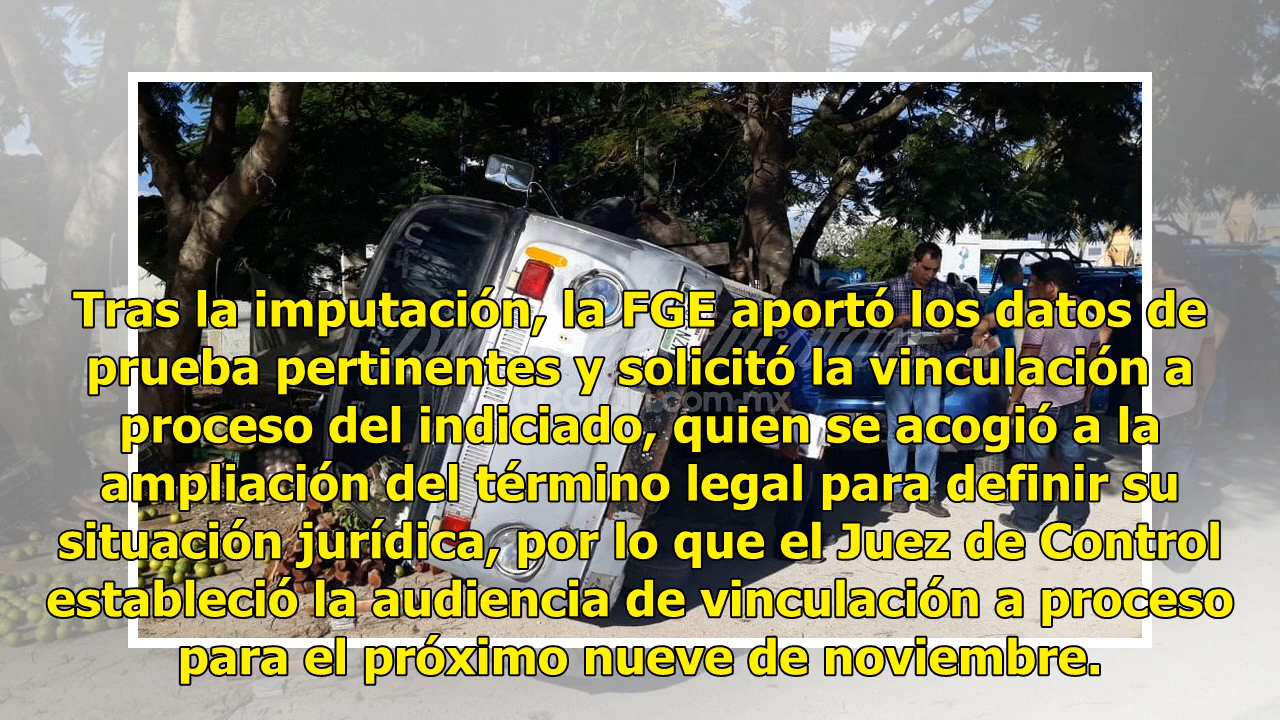 Tras la imputación, la FGE aportó los datos de
prueba pertinentes y solicitó la vinculación a
proceso del indiciado, quien se acogió a la
ampliación del término legal para definir su
situación jurídica, por lo que el Juez de Control
estableció la audiencia de vinculación a proceso
para el próximo nueve de noviembre.